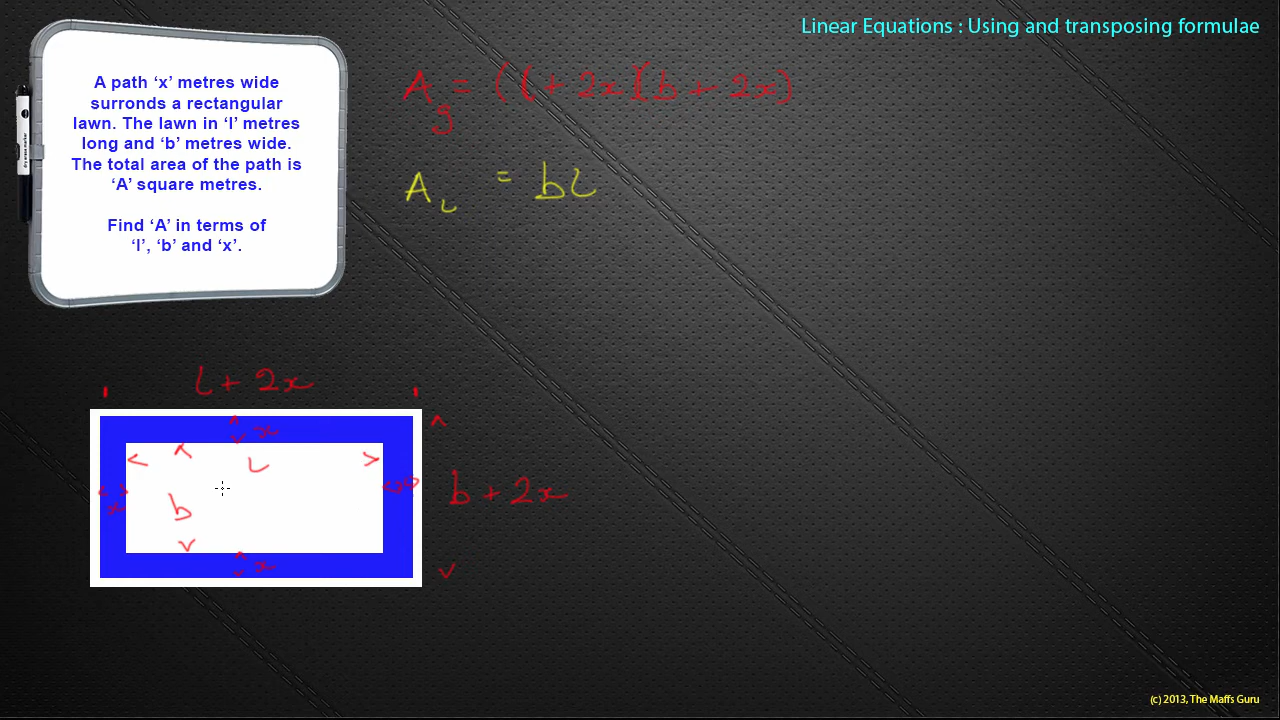 Linear Equations : Using and transposing formulae
A path ‘x’ metres wide
surronds a rectangular
lawn. The lawn in ‘l’ metres
long and ‘b’ metres wide.
The total area of the path is
‘A’ square metres.
Find ‘A’ in terms of
‘l’, ‘b’ and ‘x’.
A_g = (l + 2x)(b + 2x)
A_L = bL
L + 2x
x
L
x
b
b + 2x
x
(c) 2013, The Maffs Guru